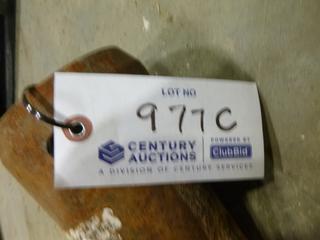 LOT NO
977C
CENTURY AUCTIONS
POWERED BY
ClubBid
A DIVISION OF CENTURY SERVICES